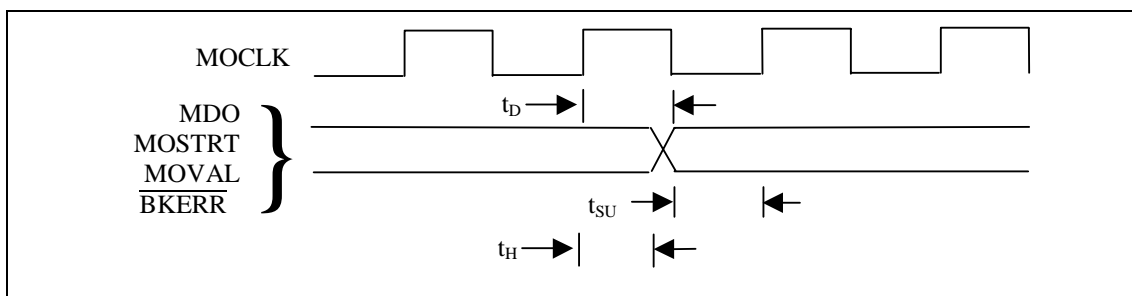 MOCLK
MDO
MOSTRT
MOVAL
BKERR
tD
tSU
tH